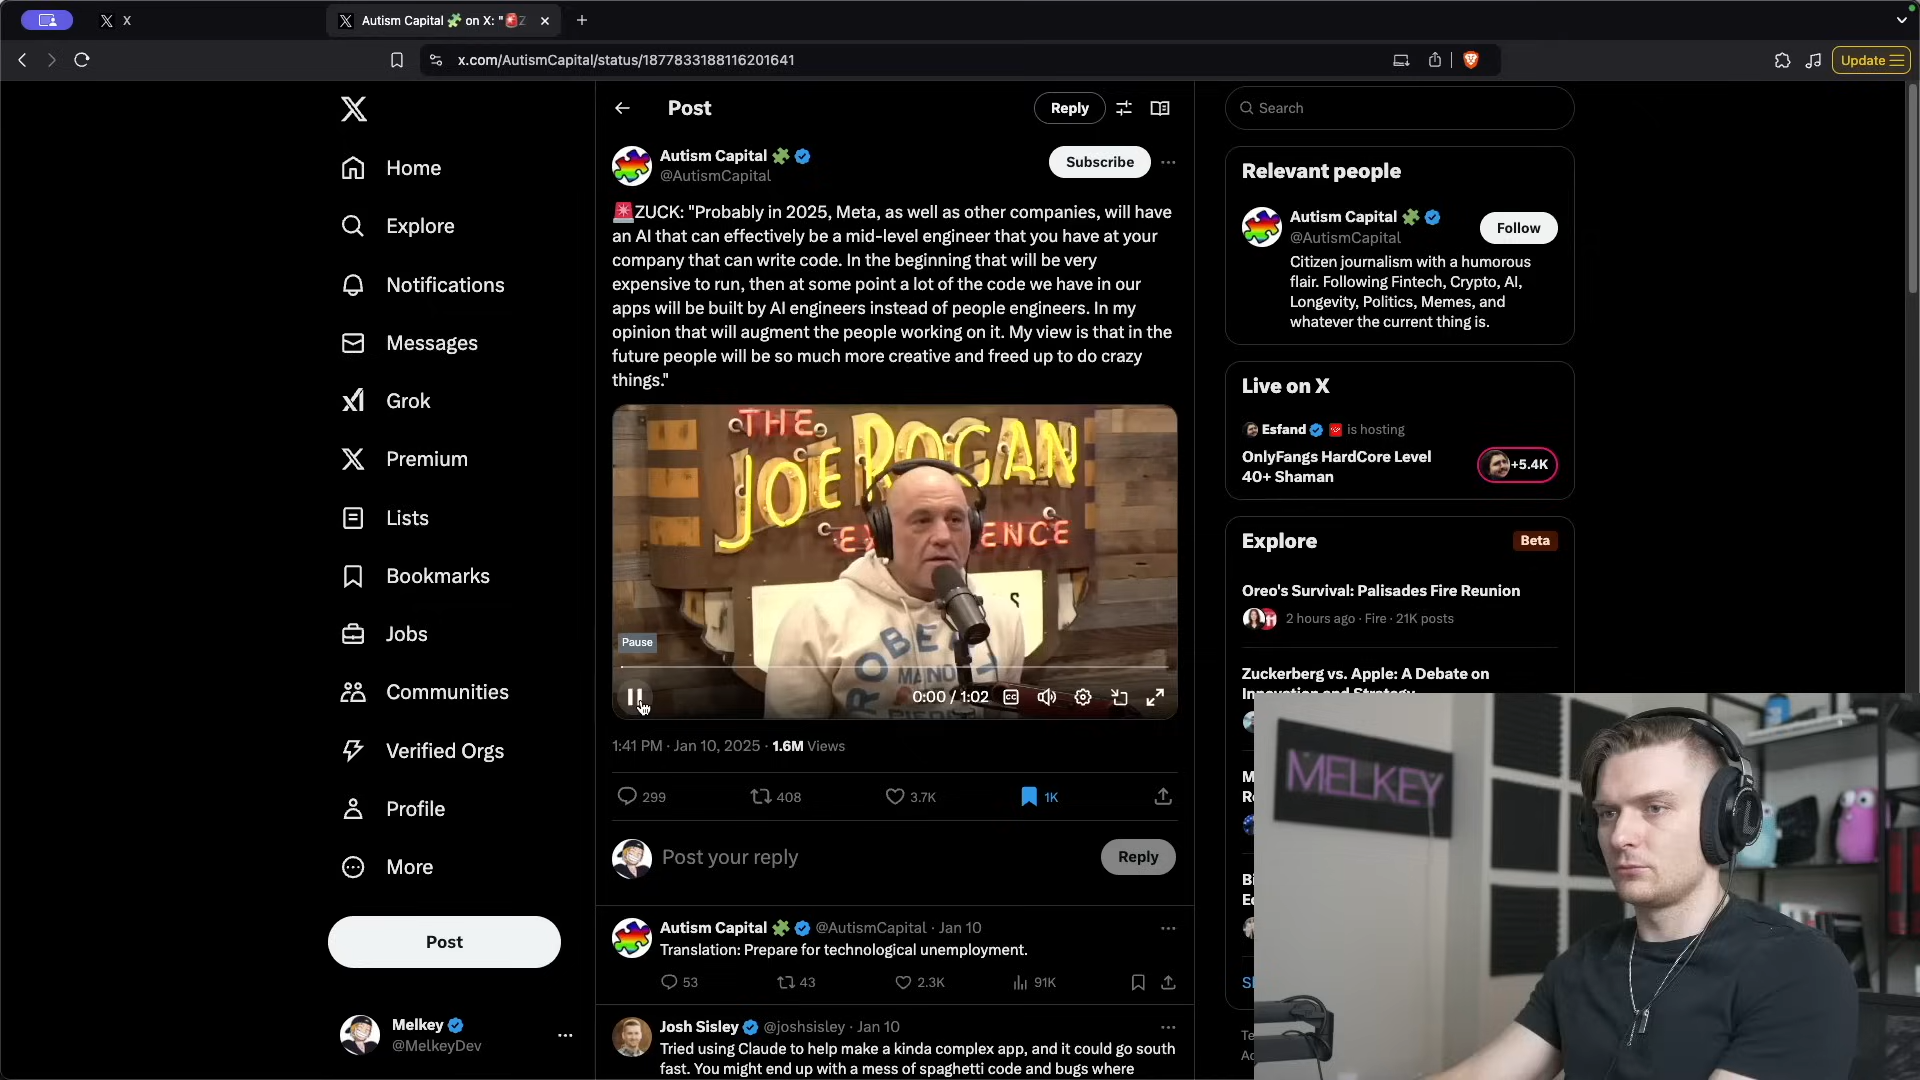 X
Autism Capital 🧩 on X: "🚨Z
x.com/AutismCapital/status/1877833188116201641
Update
Home
Explore
Notifications
Messages
Grok
Premium
Lists
Bookmarks
Jobs
Communities
Verified Orgs
Profile
More
Post
Melkey
@MelkeyDev
Post
Reply
Autism Capital 🧩
@AutismCapital
Subscribe
🚨ZUCK: "Probably in 2025, Meta, as well as other companies, will have
an AI that can effectively be a mid-level engineer that you have at your
company that can write code. In the beginning that will be very
expensive to run, then at some point a lot of the code we have in our
apps will be built by AI engineers instead of people engineers. In my
opinion that will augment the people working on it. My view is that in the
future people will be so much more creative and freed up to do crazy
things."
THE
JOE ROGAN
ENCE
Pause
0:00 / 1:02
1:41 PM · Jan 10, 2025 · 1.6M Views
299
408
3.7K
1K
Post your reply
Reply
Autism Capital 🧩 @AutismCapital · Jan 10
Translation: Prepare for technological unemployment.
53
43
2.3K
91K
Josh Sisley @joshsisley · Jan 10
Tried using Claude to help make a kinda complex app, and it could go south
fast. You might end up with a mess of spaghetti code and bugs where
Search
Relevant people
Autism Capital 🧩
@AutismCapital
Follow
Citizen journalism with a humorous
flair. Following Fintech, Crypto, AI,
Longevity, Politics, Memes, and
whatever the current thing is.
Live on X
Esfand is hosting
OnlyFangs HardCore Level
40+ Shaman
+5.4K
Explore
Beta
Oreo's Survival: Palisades Fire Reunion
2 hours ago · Fire · 21K posts
Zuckerberg vs. Apple: A Debate on
Innovation and Strategy
MELKEY